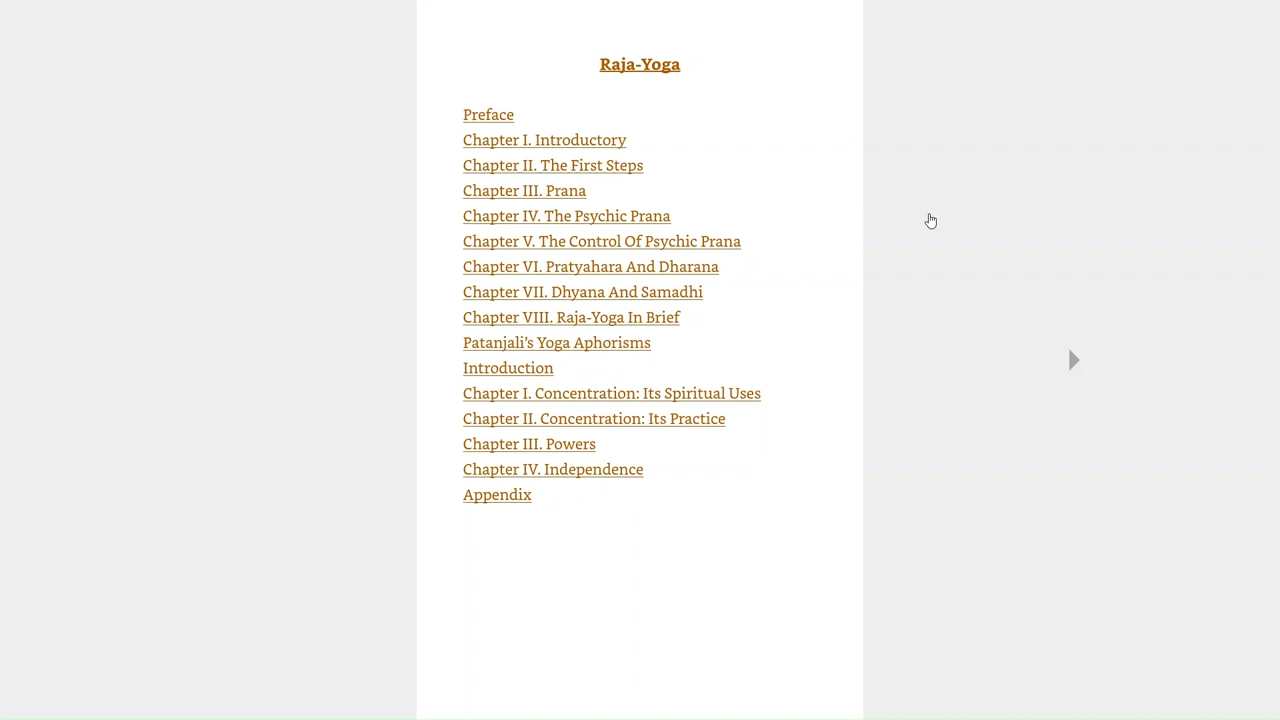 Raja-Yoga
Preface
Chapter I. Introductory
Chapter II. The First Steps
Chapter III. Prana
Chapter IV. The Psychic Prana
Chapter V. The Control Of Psychic Prana
Chapter VI. Pratyahara And Dharana
Chapter VII. Dhyana And Samadhi
Chapter VIII. Raja-Yoga In Brief
Patanjali’s Yoga Aphorisms
Introduction
Chapter I. Concentration: Its Spiritual Uses
Chapter II. Concentration: Its Practice
Chapter III. Powers
Chapter IV. Independence
Appendix